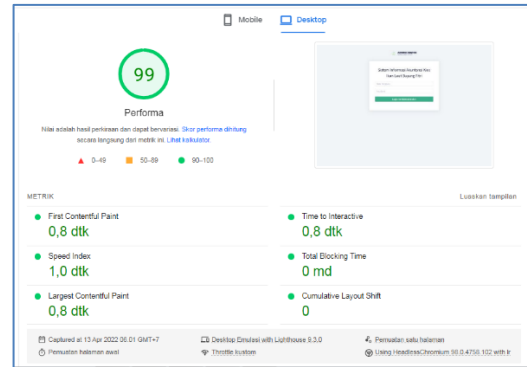 Mobile
Desktop
99
Performa
Nilai adalah hasil perkiraan dan dapat bervariasi. Skor performa dihitung
secara langsung dari metrik ini. Lihat kalkulator.
0–49
50–89
90–100
METRIK
Luaskan tampilan
First Contentful Paint
0,8 dtk
Time to Interactive
0,8 dtk
Speed Index
1,0 dtk
Total Blocking Time
0 md
Largest Contentful Paint
0,8 dtk
Cumulative Layout Shift
0
Captured at 13 Apr 2022 06.01 GMT+7
Desktop Emulasi with Lighthouse 9.3.0
Pemuatan satu halaman
Pemuatan halaman awal
Throttle kustom
Using HeadlessChromium 98.0.4758.102 with lr